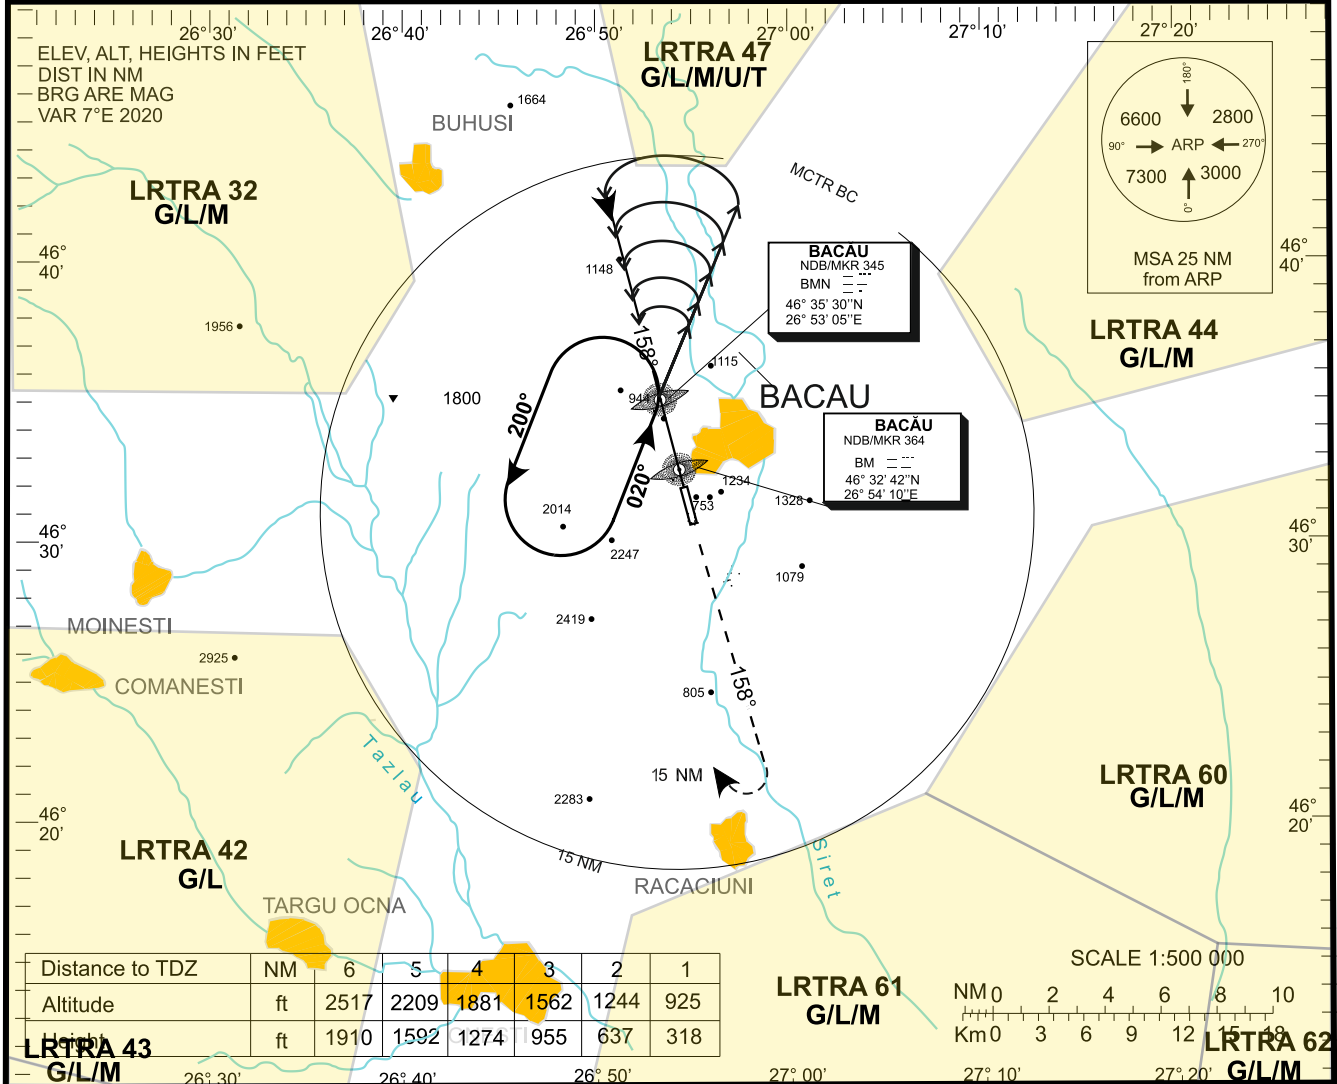 26°30'
26°40'
26°50'
27°00'
27°10'
27°20'
ELEV, ALT, HEIGHTS IN FEET
DIST IN NM
BRG ARE MAG
VAR 7°E 2020
LRTRA 47
G/L/M/U/T
1664
BUHUSI
180°
6600
2800
90°
ARP
270°
7300
3000
0°
MSA 25 NM
from ARP
MCTR BC
LRTRA 32
G/L/M
46°
40'
46°
40'
1148
BACĂU
NDB/MKR 345
BMN
46° 35' 30''N
26° 53' 05''E
1956
LRTRA 44
G/L/M
158°
1115
1800
944
BACAU
200°
BACĂU
NDB/MKR 364
BM
46° 32' 42''N
26° 54' 10''E
020°
1234
753
1328
2014
2247
46°
30'
46°
30'
1079
MOINESTI
2419
2925
COMANESTI
805
158°
Tazlau
15 NM
LRTRA 60
G/L/M
2283
46°
20'
46°
20'
LRTRA 42
G/L
15 NM
Siret
RACACIUNI
TARGU OCNA
SCALE 1:500 000
Distance to TDZ NM 6 5 4 3 2 1
Altitude ft 2517 2209 1881 1562 1244 925
Height ft 1910 1592 1274 955 637 318
LRTRA 61
G/L/M
NM 0 2 4 6 8 10
Km 0 3 6 9 12 15 18
LRTRA 43
G/L/M
LRTRA 62
G/L/M
26°30'
26°40'
26°50'
27°00'
27°10'
27°20'